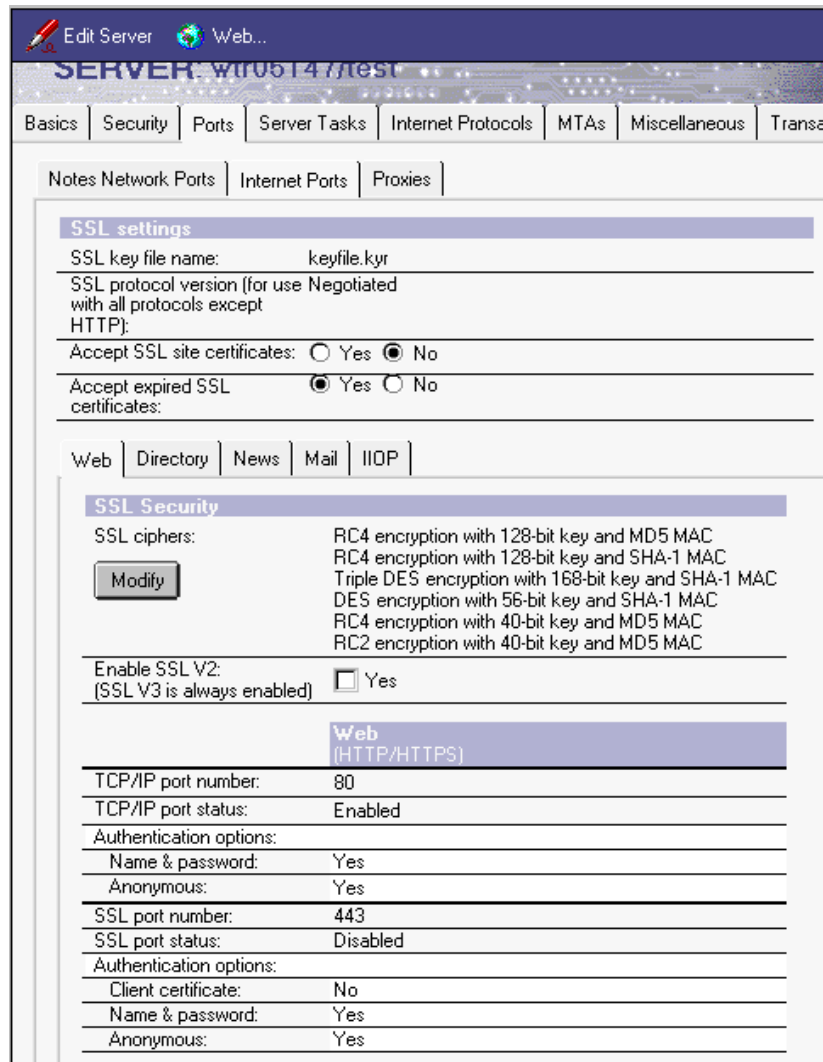 Edit Server Web...
SERVER: wtr05147/test
Basics Security Ports Server Tasks Internet Protocols MTAs Miscellaneous Transa
Notes Network Ports Internet Ports Proxies
SSL settings
SSL key file name: keyfile.kyr
SSL protocol version (for use Negotiated
with all protocols except
HTTP):
Accept SSL site certificates: Yes No
Accept expired SSL Yes No
certificates:
Web Directory News Mail IIOP
SSL Security
SSL ciphers: RC4 encryption with 128-bit key and MD5 MAC
RC4 encryption with 128-bit key and SHA-1 MAC
Modify Triple DES encryption with 168-bit key and SHA-1 MAC
DES encryption with 56-bit key and SHA-1 MAC
RC4 encryption with 40-bit key and MD5 MAC
RC2 encryption with 40-bit key and MD5 MAC
Enable SSL V2: Yes
(SSL V3 is always enabled)
Web
(HTTP/HTTPS)
TCP/IP port number: 80
TCP/IP port status: Enabled
Authentication options:
Name & password: Yes
Anonymous: Yes
SSL port number: 443
SSL port status: Disabled
Authentication options:
Client certificate: No
Name & password: Yes
Anonymous: Yes